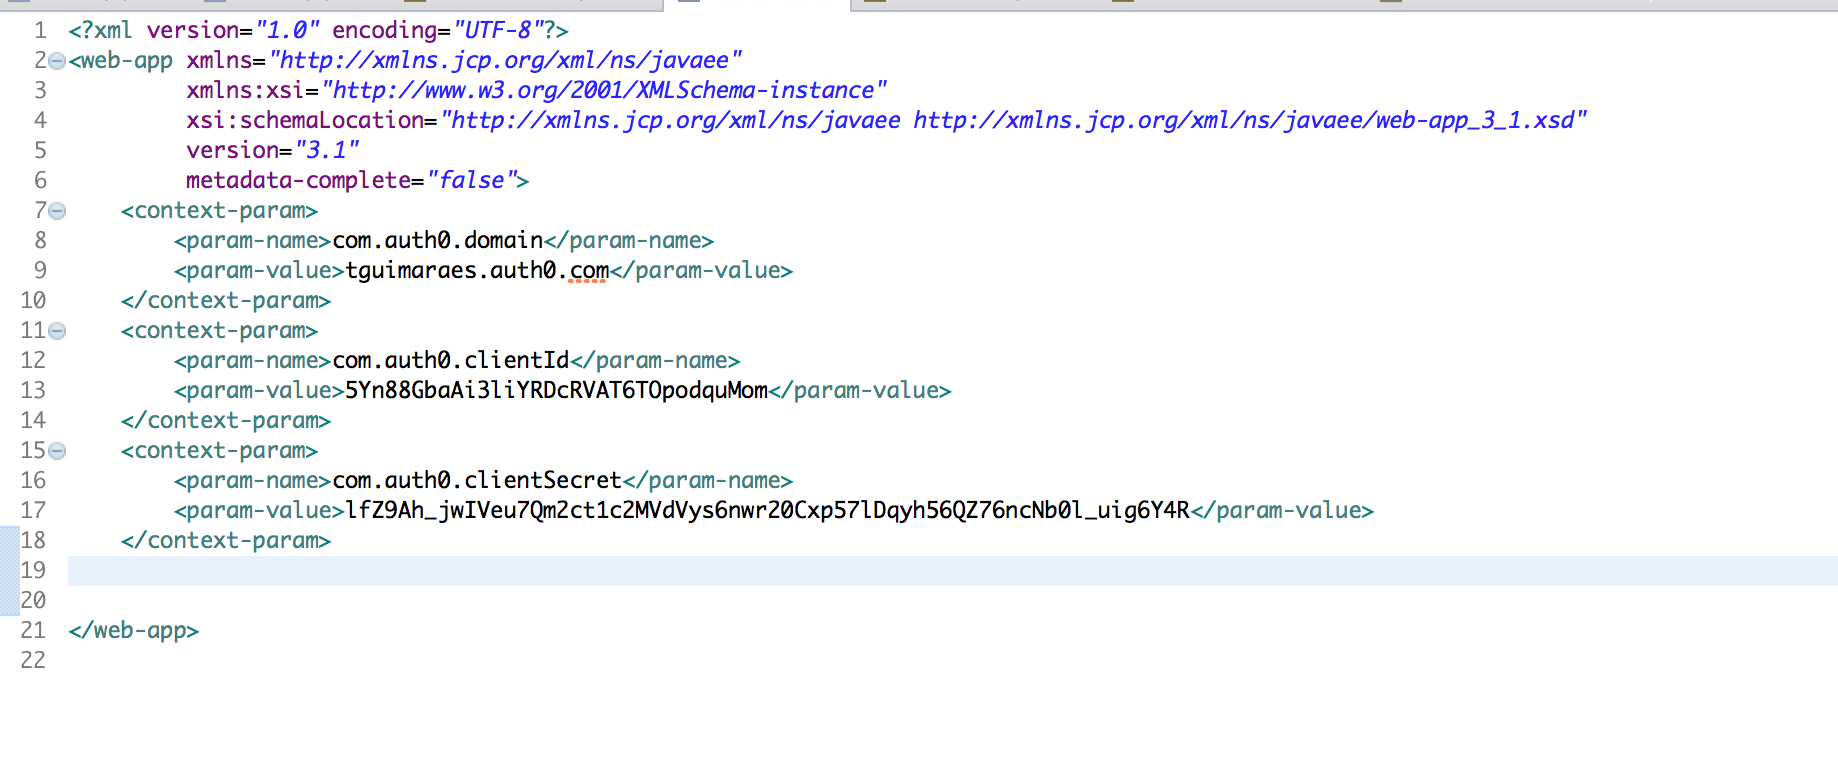 1 <?xml version="1.0" encoding="UTF-8"?>
2 <web-app xmlns="http://xmlns.jcp.org/xml/ns/javaee"
3 xmlns:xsi="http://www.w3.org/2001/XMLSchema-instance"
4 xsi:schemaLocation="http://xmlns.jcp.org/xml/ns/javaee http://xmlns.jcp.org/xml/ns/javaee/web-app_3_1.xsd"
5 version="3.1"
6 metadata-complete="false">
7 <context-param>
8 <param-name>com.auth0.domain</param-name>
9 <param-value>tguimaraes.auth0.com</param-value>
10 </context-param>
11 <context-param>
12 <param-name>com.auth0.clientId</param-name>
13 <param-value>5Yn88GbaAi3liYRDcRVAT6TOpodquMom</param-value>
14 </context-param>
15 <context-param>
16 <param-name>com.auth0.clientSecret</param-name>
17 <param-value>lfZ9Ah_jwIVeu7Qm2ct1c2MVdVys6nwr20Cxp57lDqyh56QZ76ncNb0l_uig6Y4R</param-value>
18 </context-param>
19
20
21 </web-app>
22